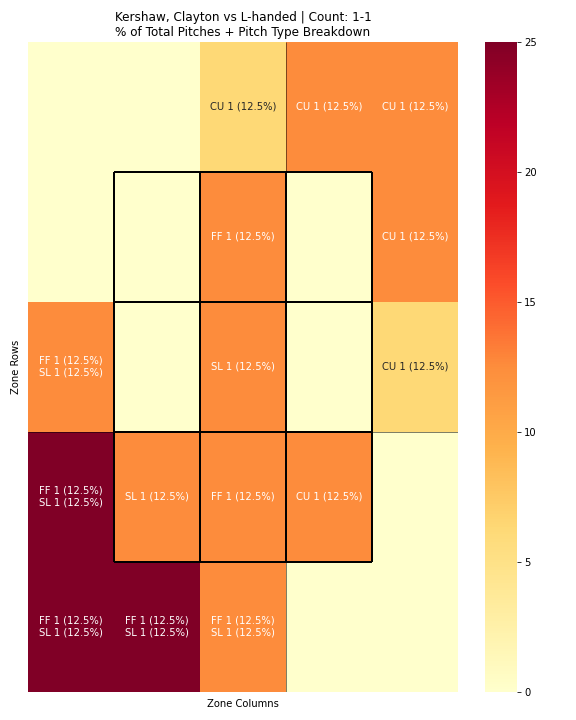 Kershaw, Clayton vs L-handed | Count: 1-1
% of Total Pitches + Pitch Type Breakdown
CU 1 (12.5%)
CU 1 (12.5%)
CU 1 (12.5%)
FF 1 (12.5%)
CU 1 (12.5%)
FF 1 (12.5%)
SL 1 (12.5%)
SL 1 (12.5%)
CU 1 (12.5%)
FF 1 (12.5%)
SL 1 (12.5%)
SL 1 (12.5%)
FF 1 (12.5%)
CU 1 (12.5%)
FF 1 (12.5%)
SL 1 (12.5%)
FF 1 (12.5%)
SL 1 (12.5%)
FF 1 (12.5%)
SL 1 (12.5%)
Zone Rows
Zone Columns
25
20
15
10
5
0